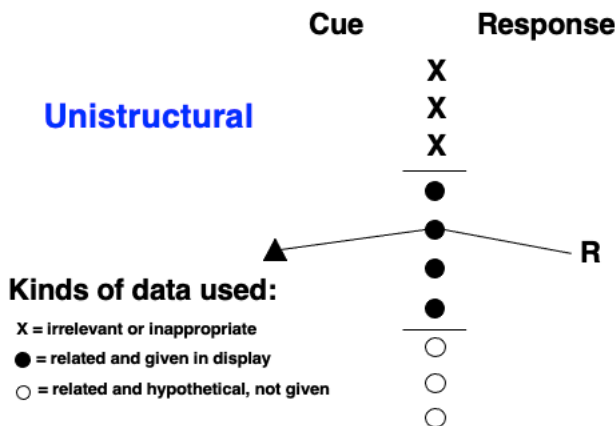 Cue Response
X
X
Unistructural
X
R
Kinds of data used:
X = irrelevant or inappropriate
= related and given in display
= related and hypothetical, not given